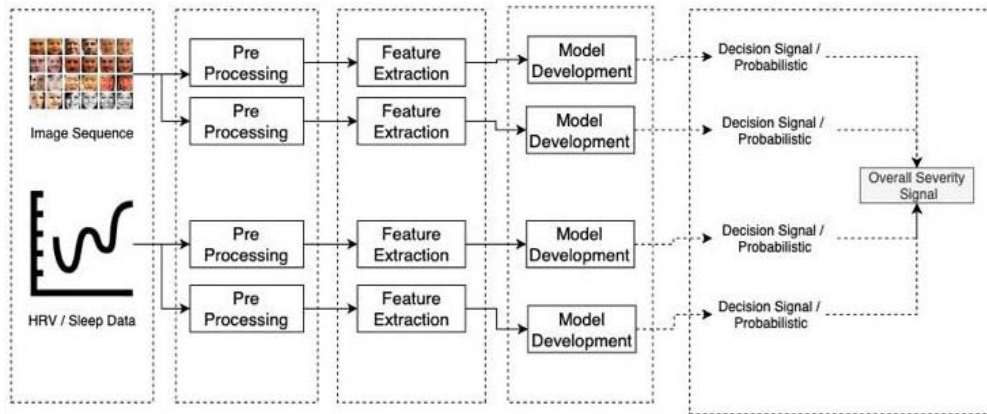 Image Sequence
HRV / Sleep Data
Pre
Processing
Pre
Processing
Pre
Processing
Pre
Processing
Feature
Extraction
Feature
Extraction
Feature
Extraction
Feature
Extraction
Model
Development
Model
Development
Model
Development
Model
Development
Decision Signal /
Probabilistic
Decision Signal /
Probabilistic
Decision Signal /
Probabilistic
Decision Signal /
Probabilistic
Overall Severity
Signal